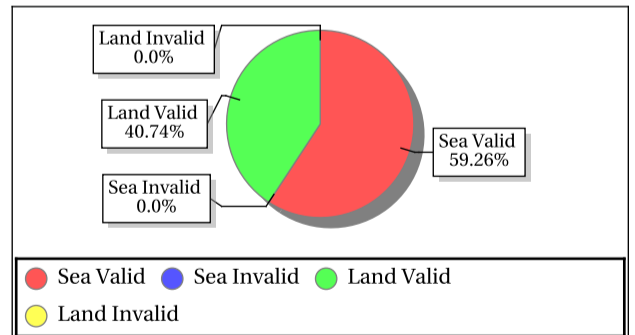 Land Invalid
0.0%
Land Valid
40.74%
Sea Valid
59.26%
Sea Invalid
0.0%
Sea Valid Sea Invalid Land Valid
Land Invalid